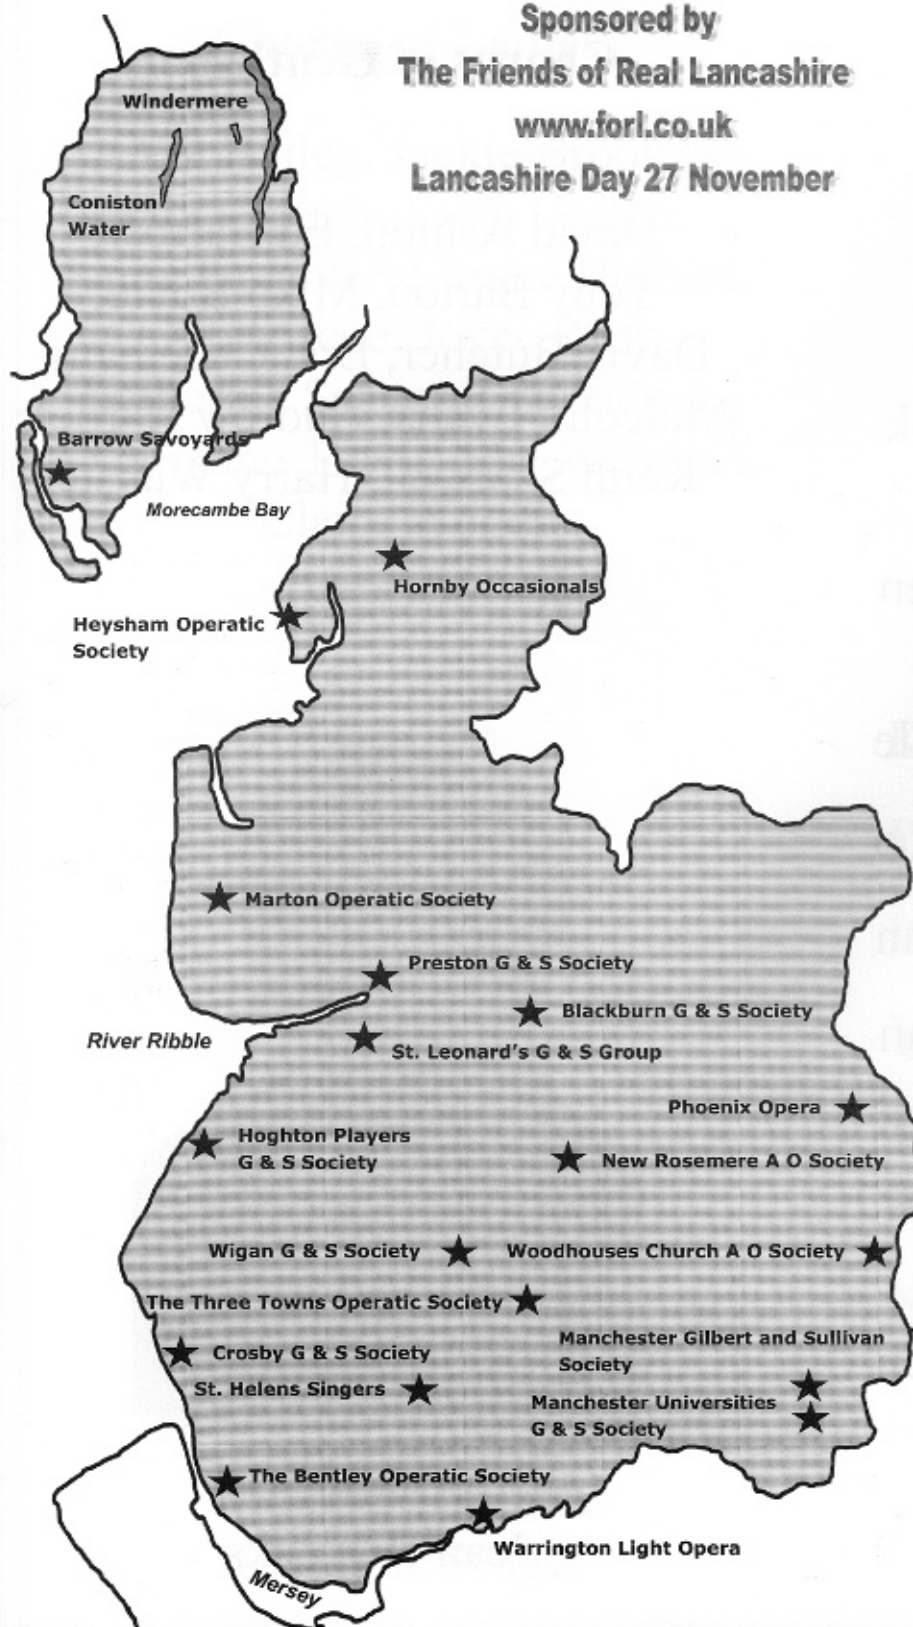 Sponsored by
The Friends of Real Lancashire
www.forl.co.uk
Lancashire Day 27 November
Windermere
Coniston
Water
Barrow Savoyards
Morecambe Bay
Hornby Occasionals
Heysham Operatic
Society
Marton Operatic Society
Preston G & S Society
Blackburn G & S Society
River Ribble
St. Leonard's G & S Group
Phoenix Opera
Hoghton Players
G & S Society
New Rosemere A O Society
Wigan G & S Society
Woodhouses Church A O Society
The Three Towns Operatic Society
Manchester Gilbert and Sullivan
Society
Crosby G & S Society
St. Helens Singers
Manchester Universities
G & S Society
The Bentley Operatic Society
Warrington Light Opera
Mersey